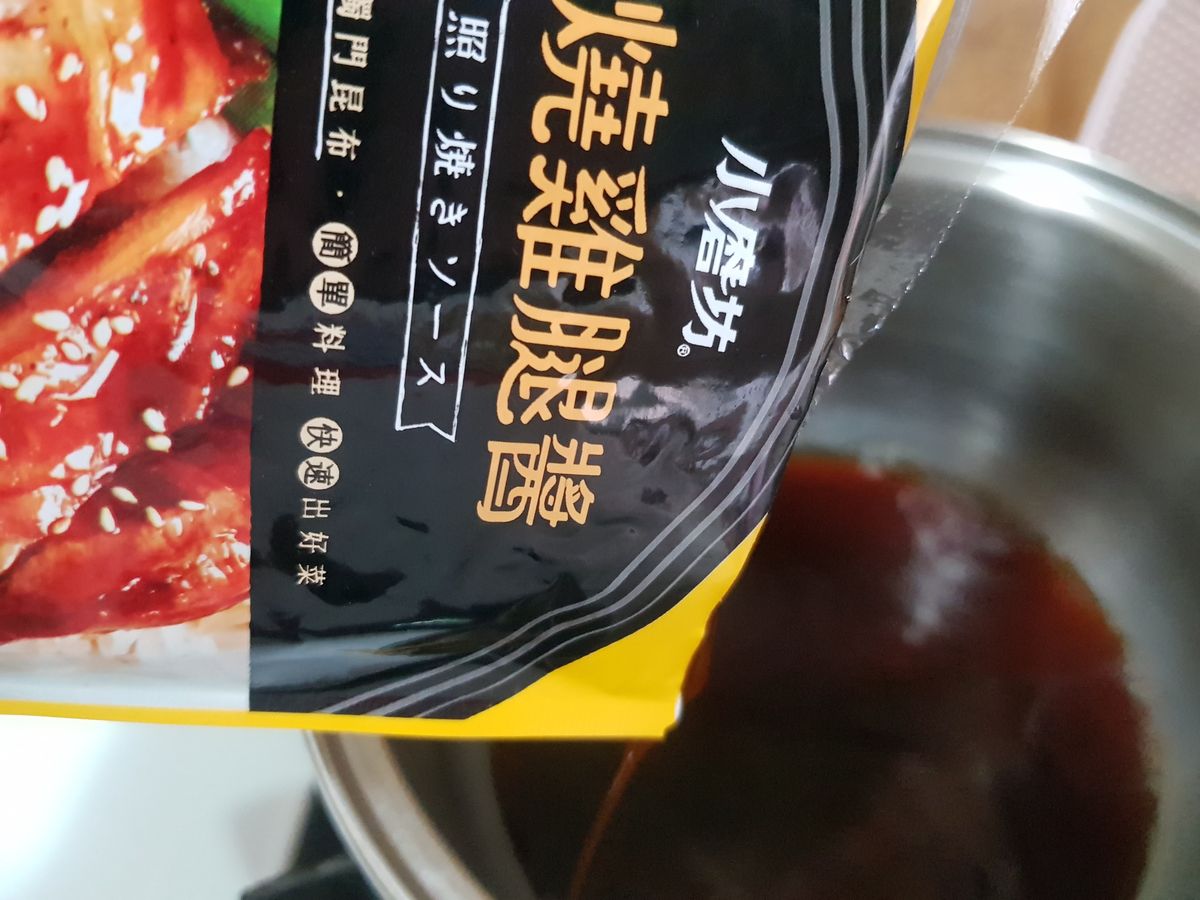 小磨坊®
燒雞腿醬
照り焼きソース
獨門昆布・簡單料理 快速出好菜